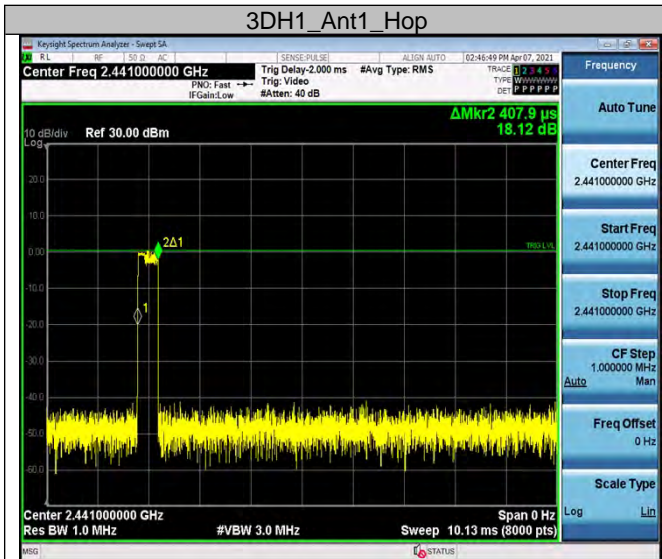 3DH1_Ant1_Hop
Keysight Spectrum Analyzer - Swept SA
RL RF 50 Ω AC SENSE:PULSE ALIGN AUTO 02:46:49 PM Apr 07, 2021
Center Freq 2.441000000 GHz
PNO: Fast
IFGain:Low
Trig Delay-2.000 ms
Trig: Video
#Atten: 40 dB
#Avg Type: RMS
TRACE 1 2 3 4 5 6
TYPE W
DET P P P P P P
ΔMkr2 407.9 µs
18.12 dB
10 dB/div Ref 30.00 dBm
Log
20.0
10.0
0.00
-10.0
-20.0
-30.0
-40.0
-50.0
-60.0
2Δ1
1
TRIG LVL
Center 2.441000000 GHz Span 0 Hz
Res BW 1.0 MHz #VBW 3.0 MHz Sweep 10.13 ms (8000 pts)
MSG STATUS
Frequency
Auto Tune
Center Freq
2.441000000 GHz
Start Freq
2.441000000 GHz
Stop Freq
2.441000000 GHz
CF Step
1.000000 MHz
Auto Man
Freq Offset
0 Hz
Scale Type
Log Lin